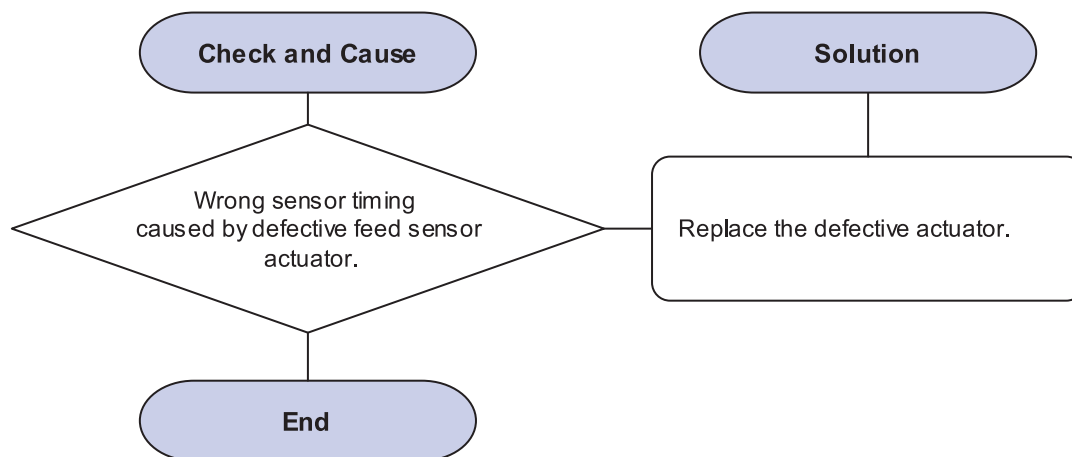 Check and Cause
Solution
Wrong sensor timing
caused by defective feed sensor
actuator.
Replace the defective actuator.
End